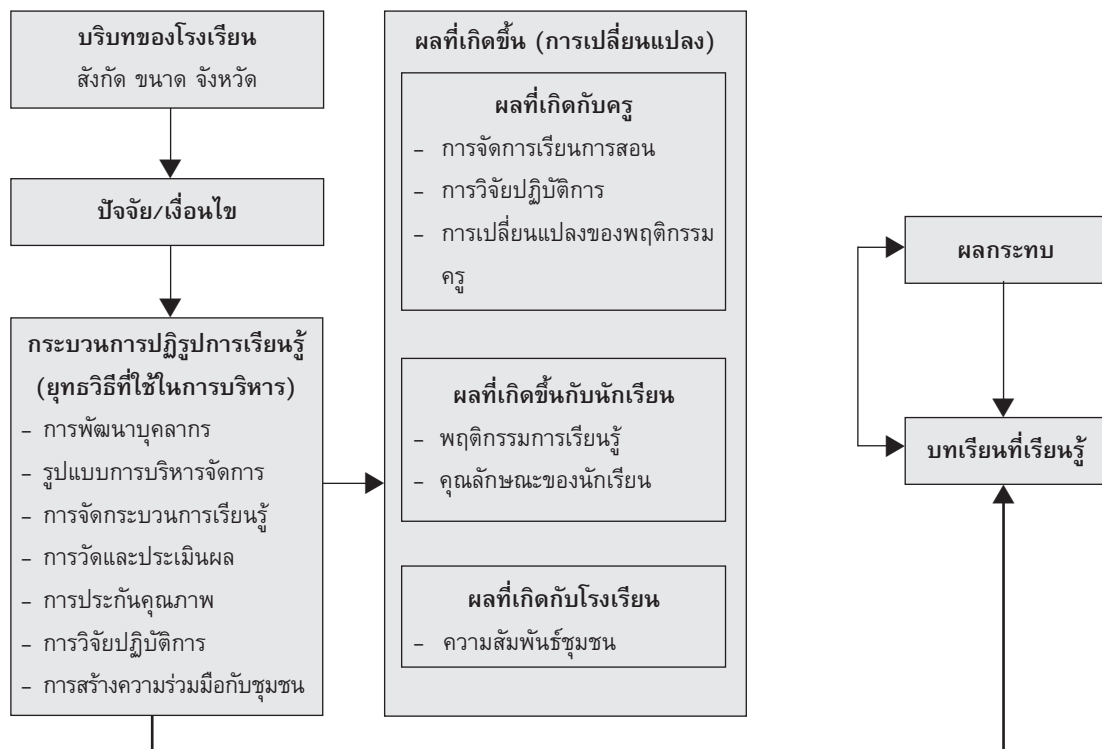 บริบทของโรงเรียน
สังกัด ขนาด จังหวัด
ปัจจัย/เงื่อนไข
กระบวนการปฏิรูปการเรียนรู้
(ยุทธวิธีที่ใช้ในการบริหาร)
– การพัฒนาบุคลากร
– รูปแบบการบริหารจัดการ
– การจัดกระบวนการเรียนรู้
– การวัดและประเมินผล
– การประกันคุณภาพ
– การวิจัยปฏิบัติการ
– การสร้างความร่วมมือกับชุมชน
ผลที่เกิดขึ้น (การเปลี่ยนแปลง)
ผลที่เกิดกับครู
– การจัดการเรียนการสอน
– การวิจัยปฏิบัติการ
– การเปลี่ยนแปลงของพฤติกรรม
ครู
ผลที่เกิดขึ้นกับนักเรียน
– พฤติกรรมการเรียนรู้
– คุณลักษณะของนักเรียน
ผลที่เกิดกับโรงเรียน
– ความสัมพันธ์ชุมชน
ผลกระทบ
บทเรียนที่เรียนรู้